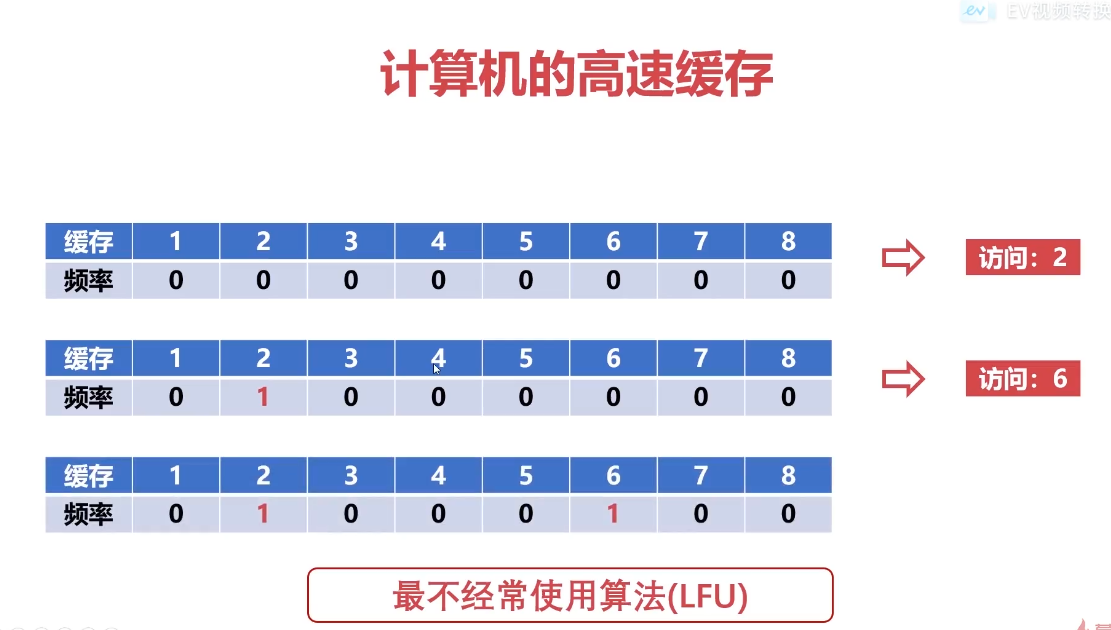 EV视频转换
计算机的高速缓存
缓存 1 2 3 4 5 6 7 8
频率 0 0 0 0 0 0 0 0
访问：2
缓存 1 2 3 4 5 6 7 8
频率 0 1 0 0 0 0 0 0
访问：6
缓存 1 2 3 4 5 6 7 8
频率 0 1 0 0 0 1 0 0
最不经常使用算法(LFU)